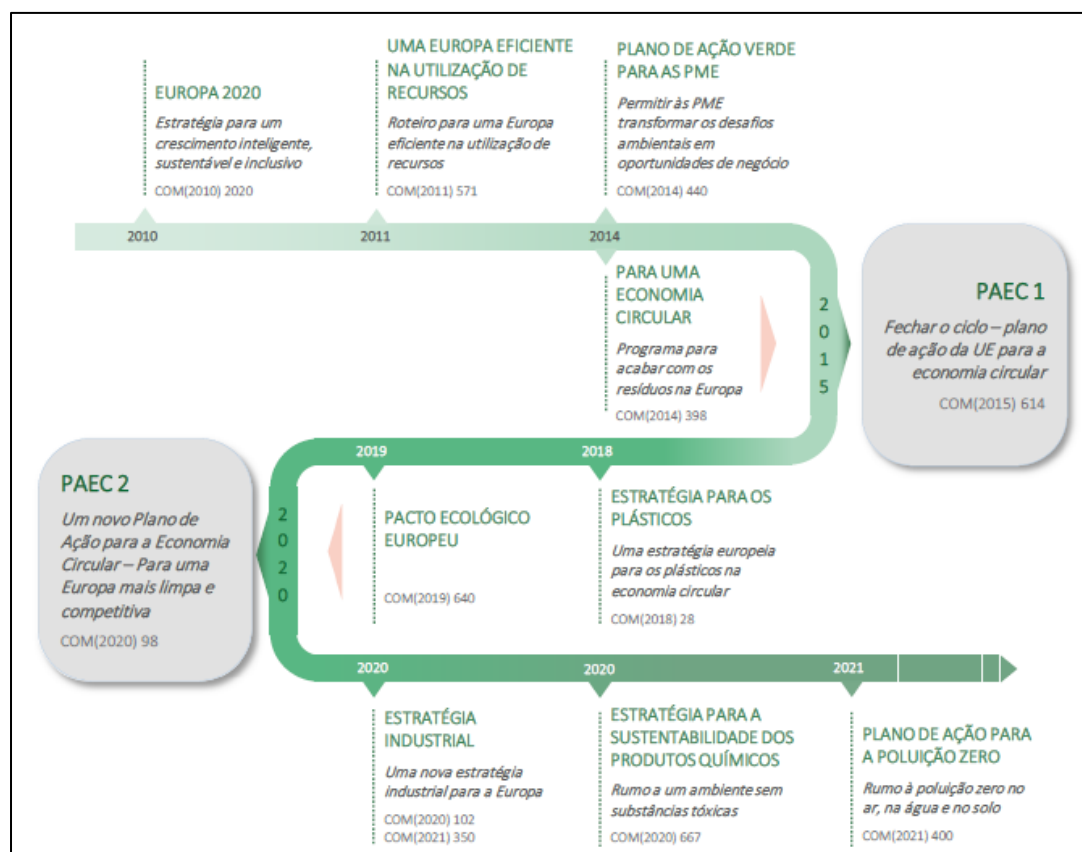 EUROPA 2020
Estratégia para um
crescimento inteligente,
sustentável e inclusivo
COM(2010) 2020
UMA EUROPA EFICIENTE
NA UTILIZAÇÃO DE
RECURSOS
Roteiro para uma Europa
eficiente na utilização de
recursos
COM(2011) 571
PLANO DE AÇÃO VERDE
PARA AS PME
Permitir às PME
transformar os desafios
ambientais em
oportunidades de negócio
COM(2014) 440
2010
2011
2014
PARA UMA
ECONOMIA
CIRCULAR
Programa para
acabar com os
resíduos na Europa
COM(2014) 398
2015
PAEC 1
Fechar o ciclo – plano
de ação da UE para a
economia circular
COM(2015) 614
2018
ESTRATÉGIA PARA OS
PLÁSTICOS
Uma estratégia europeia
para os plásticos na
economia circular
COM(2018) 28
2019
PACTO ECOLÓGICO
EUROPEU
COM(2019) 640
2020
PAEC 2
Um novo Plano de
Ação para a Economia
Circular – Para uma
Europa mais limpa e
competitiva
COM(2020) 98
2020
ESTRATÉGIA
INDUSTRIAL
Uma nova estratégia
industrial para a Europa
COM(2020) 102
COM(2021) 350
2020
ESTRATÉGIA PARA A
SUSTENTABILIDADE DOS
PRODUTOS QUÍMICOS
Rumo a um ambiente sem
substâncias tóxicas
COM(2020) 667
2021
PLANO DE AÇÃO PARA
A POLUIÇÃO ZERO
Rumo à poluição zero no
ar, na água e no solo
COM(2021) 400